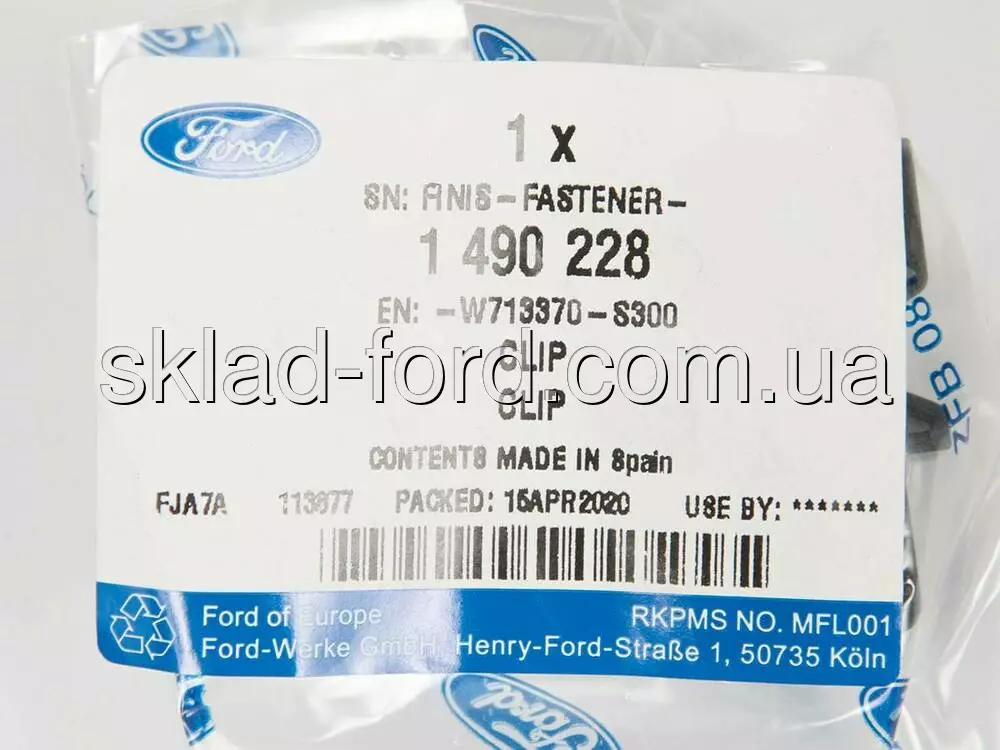 Ford
1 X
SN: FINIS-FASTENER-
1 490 228
EN: -W713370-S300
sklad-ford.com.ua
CLIP
CLIP
CONTENTS MADE IN Spain
FJA7A 113677 PACKED: 15APR2020 USE BY: *******
Ford of Europe RKPMS NO. MFL001
Ford-Werke GmbH, Henry-Ford-Straße 1, 50735 Köln
Ford